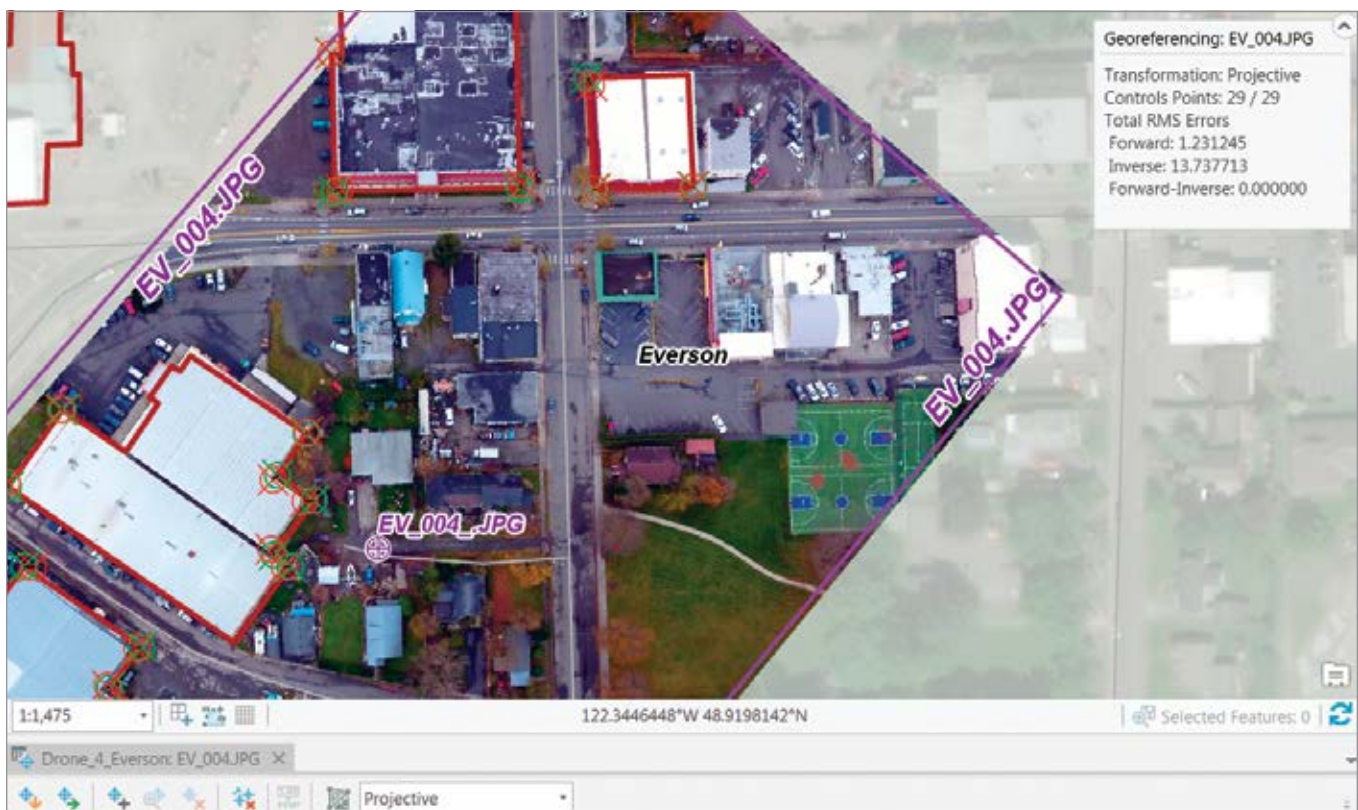 Georeferencing: EV_004.JPG
Transformation: Projective
Controls Points: 29 / 29
Total RMS Errors
Forward: 1.231245
Inverse: 13.737713
Forward-Inverse: 0.000000
EV_004.JPG
EV_004.JPG
Everson
EV_004_.JPG
1:1,475
122.3446448°W 48.9198142°N
Selected Features: 0
Drone_4_Everson: EV_004.JPG
Projective